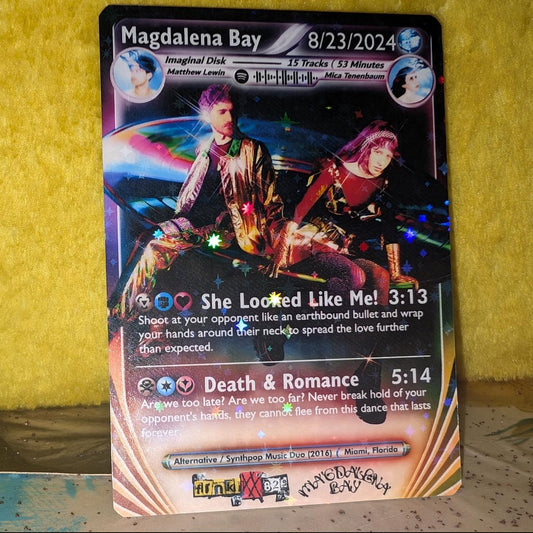 Magdalena Bay 8/23/2024
Imaginal Disk 15 Tracks ( 53 Minutes
Matthew Lewin Mica Tenenbaum
She Looked Like Me! 3:13
Shoot at your opponent like an earthbound bullet and wrap
your hands around their neck to spread the love further
than expected.
Death & Romance 5:14
Are we too late? Are we too far? Never break hold of your
opponent's hands, they cannot flee from this dance that lasts
forever.
Alternative / Synthpop Music Duo (2016) ( Miami, Florida
MAGDALENA
BAY